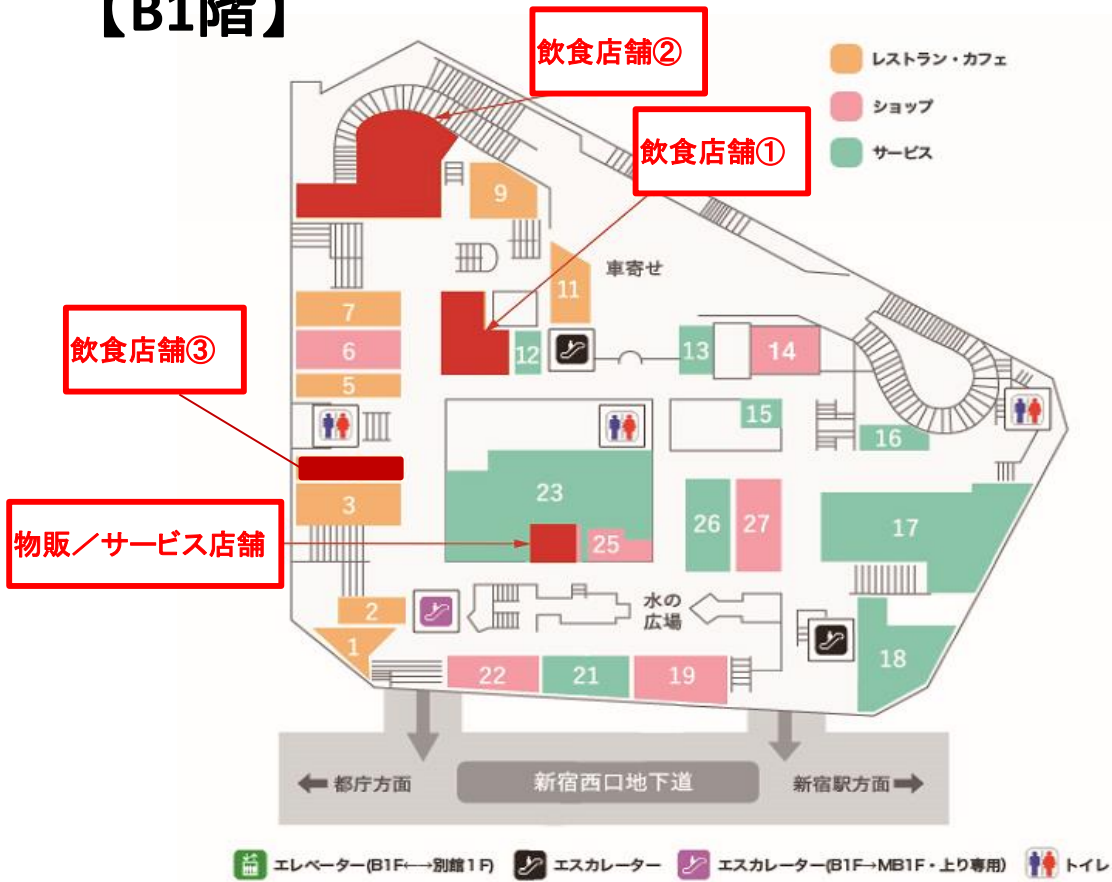 【B1階】
飲食店舗②
レストラン・カフェ
ショップ
飲食店舗①
サービス
9
車寄せ
11
7
飲食店舗③
6
12
13
14
5
15
16
3
23
26
27
17
物販／サービス店舗
25
2
水の
広場
1
22
21
19
18
都庁方面
新宿西口地下道
新宿駅方面
エレベーター(B1F←→別館1F)
エスカレーター
エスカレーター(B1F→MB1F・上り専用)
トイレ